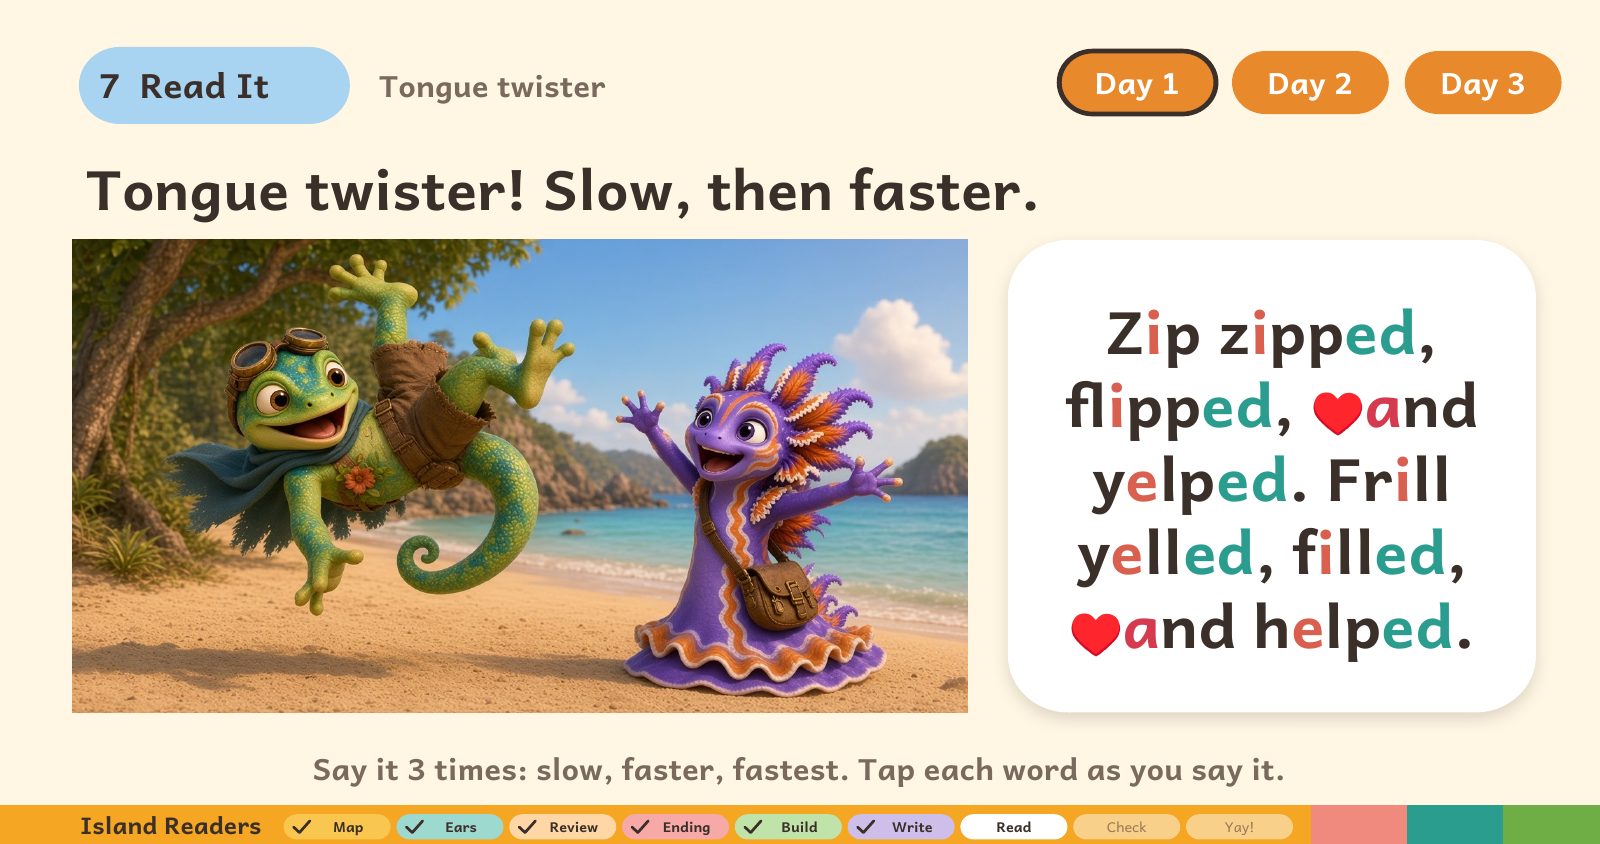 7 Read It
Tongue twister
Day 1
Day 2
Day 3
Tongue twister! Slow, then faster.
Zip zipped,
flipped, ❤️and
yelped. Frill
yelled, filled,
❤️and helped.
Say it 3 times: slow, faster, fastest. Tap each word as you say it.
Island Readers
Map
Ears
Review
Ending
Build
Write
Read
Check
Yay!